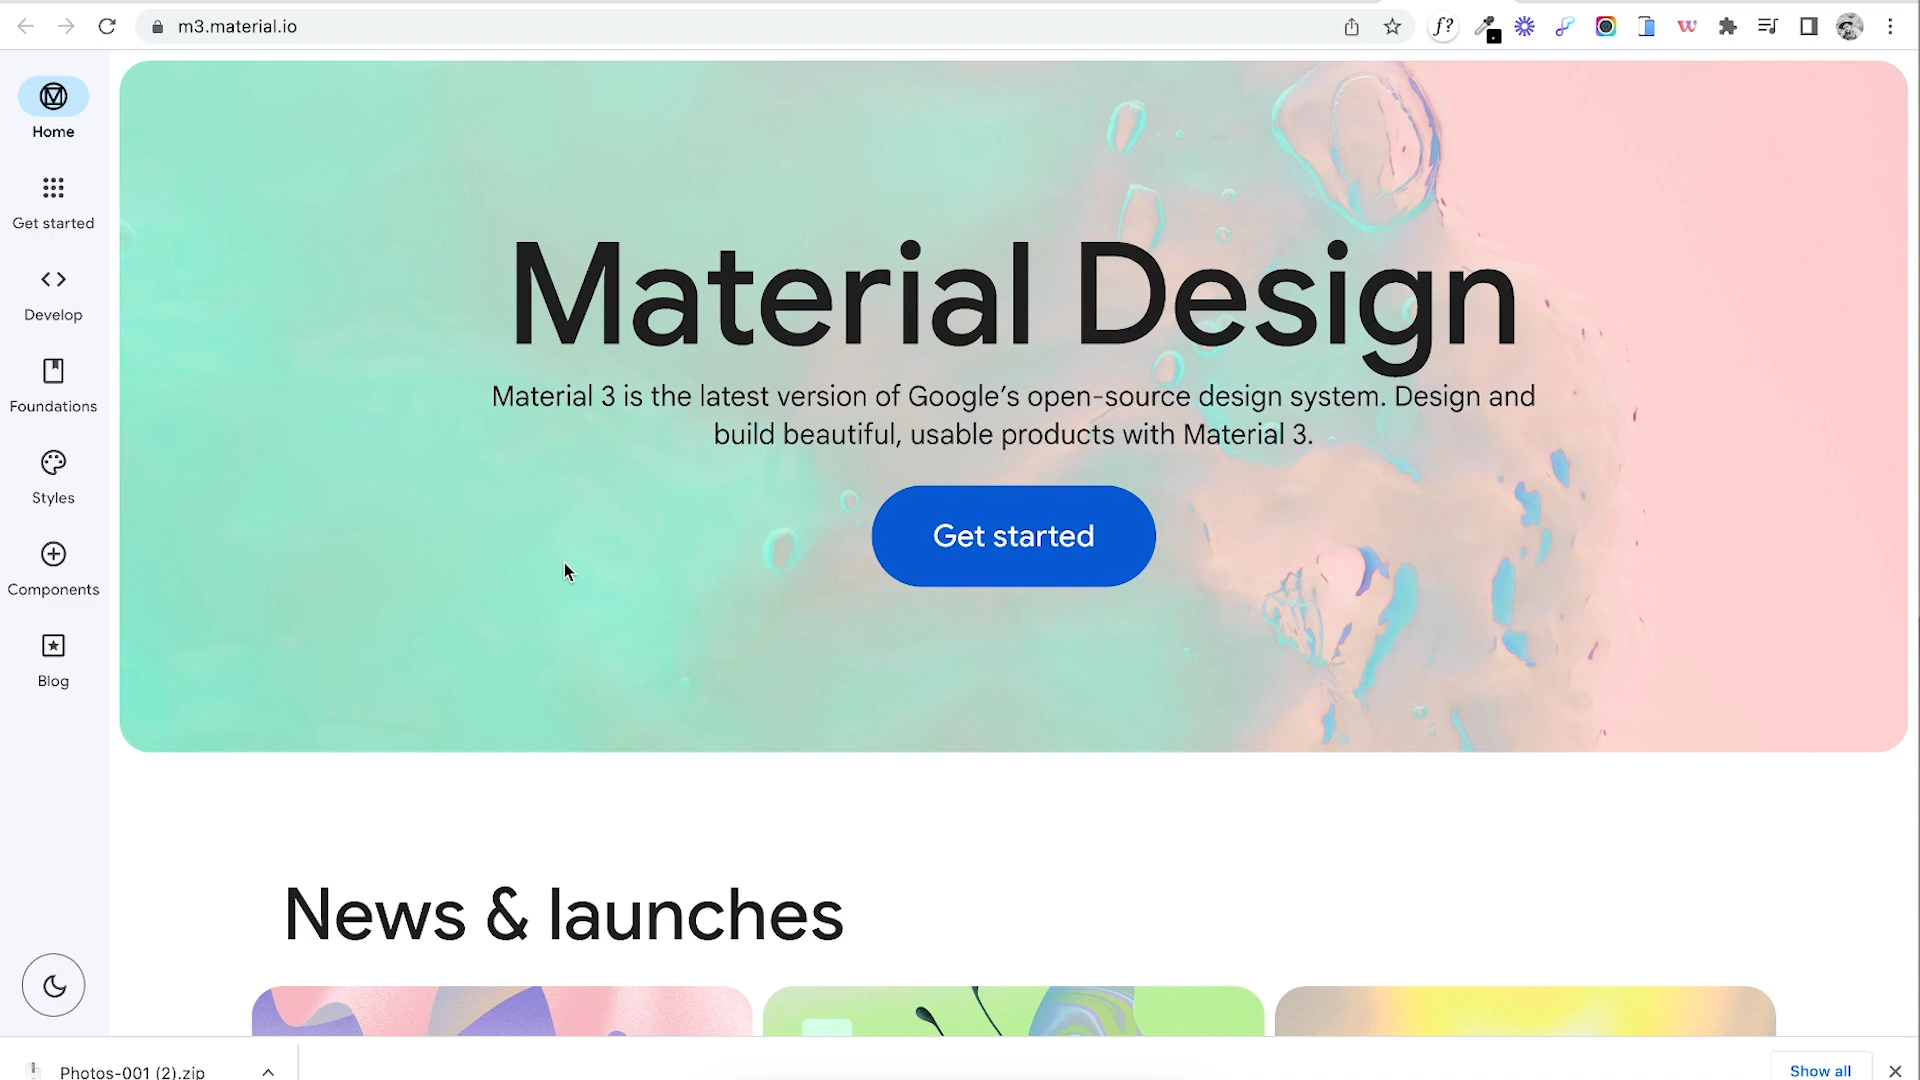 m3.material.io
f?
Home
Get started
Develop
Foundations
Styles
Components
Blog
Material Design
Material 3 is the latest version of Google’s open-source design system. Design and
build beautiful, usable products with Material 3.
Get started
News & launches
Photos-001 (2).zip
Show all